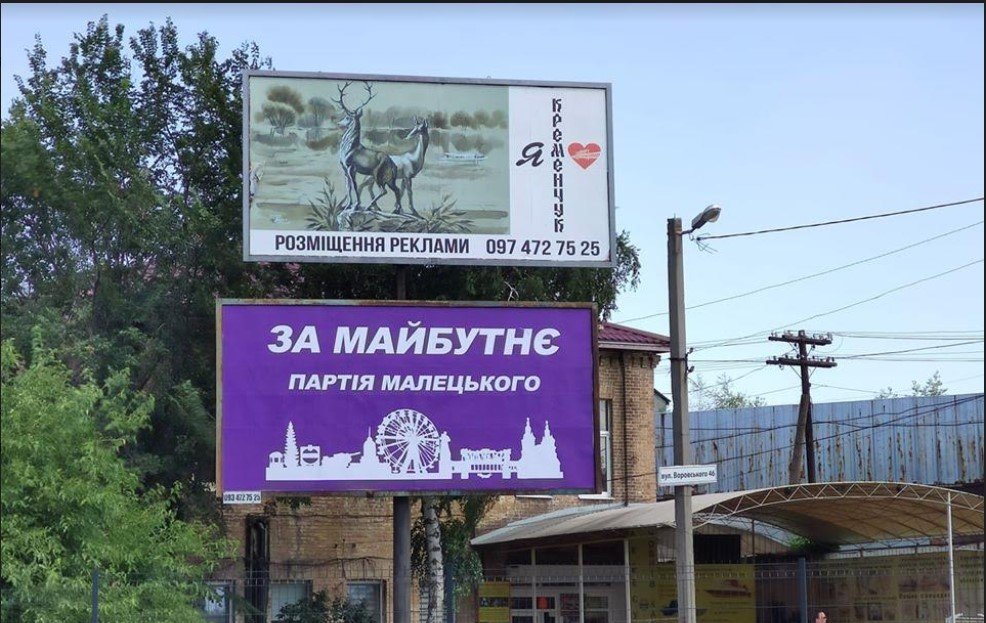 Я
КРЕМЕНЧУК
РОЗМІЩЕННЯ РЕКЛАМИ 097 472 75 25
ЗА МАЙБУТНЄ
ПАРТІЯ МАЛЕЦЬКОГО
093 472 75 25
вул. Воровського 46